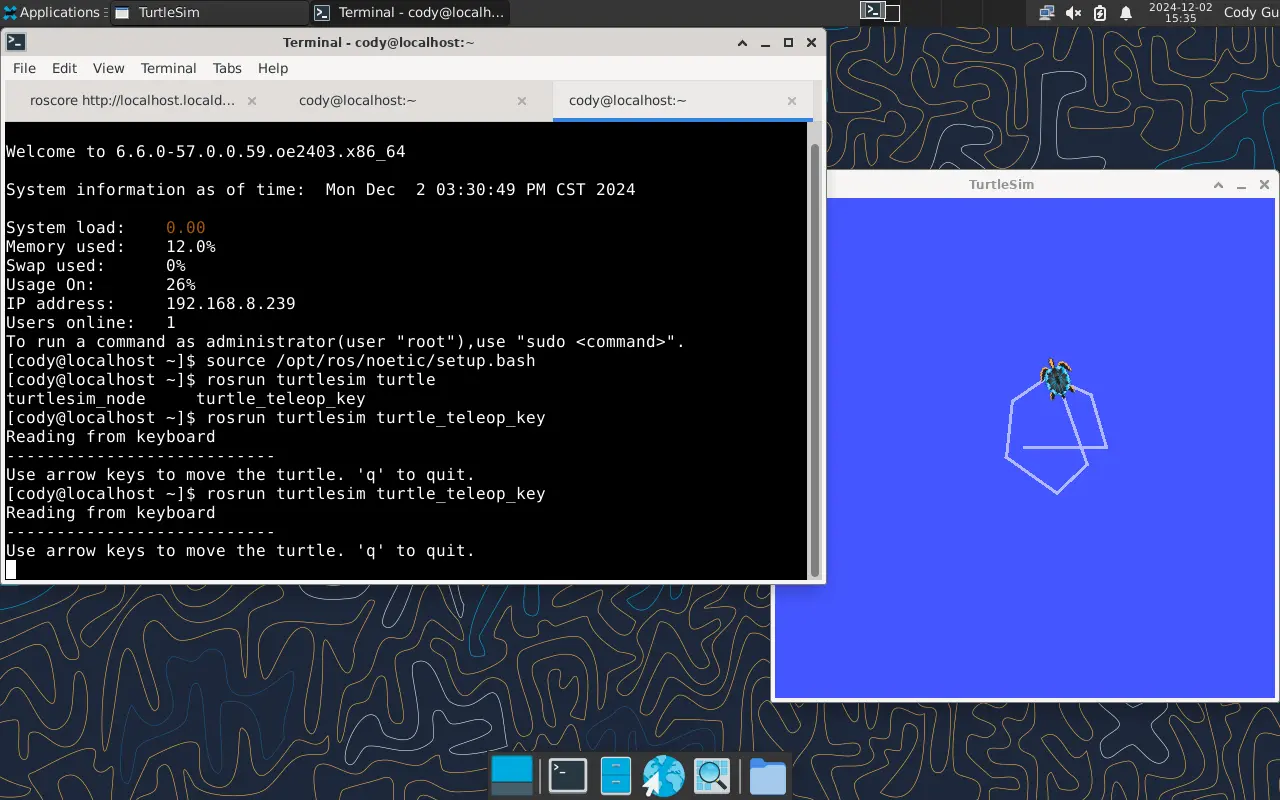 Applications
TurtleSim
Terminal - cody@localh...
2024-12-02
15:35
Cody Gu
Terminal - cody@localhost:~
File Edit View Terminal Tabs Help
roscore http://localhost.locald...
cody@localhost:~
cody@localhost:~
Welcome to 6.6.0-57.0.0.59.oe2403.x86_64
System information as of time:  Mon Dec  2 03:30:49 PM CST 2024
System load:    0.00
Memory used:    12.0%
Swap used:      0%
Usage On:       26%
IP address:     192.168.8.239
Users online:   1
To run a command as administrator(user "root"),use "sudo <command>".
[cody@localhost ~]$ source /opt/ros/noetic/setup.bash
[cody@localhost ~]$ rosrun turtlesim turtle
turtlesim_node     turtle_teleop_key
[cody@localhost ~]$ rosrun turtlesim turtle_teleop_key
Reading from keyboard
---------------------------
Use arrow keys to move the turtle. 'q' to quit.
[cody@localhost ~]$ rosrun turtlesim turtle_teleop_key
Reading from keyboard
---------------------------
Use arrow keys to move the turtle. 'q' to quit.
TurtleSim